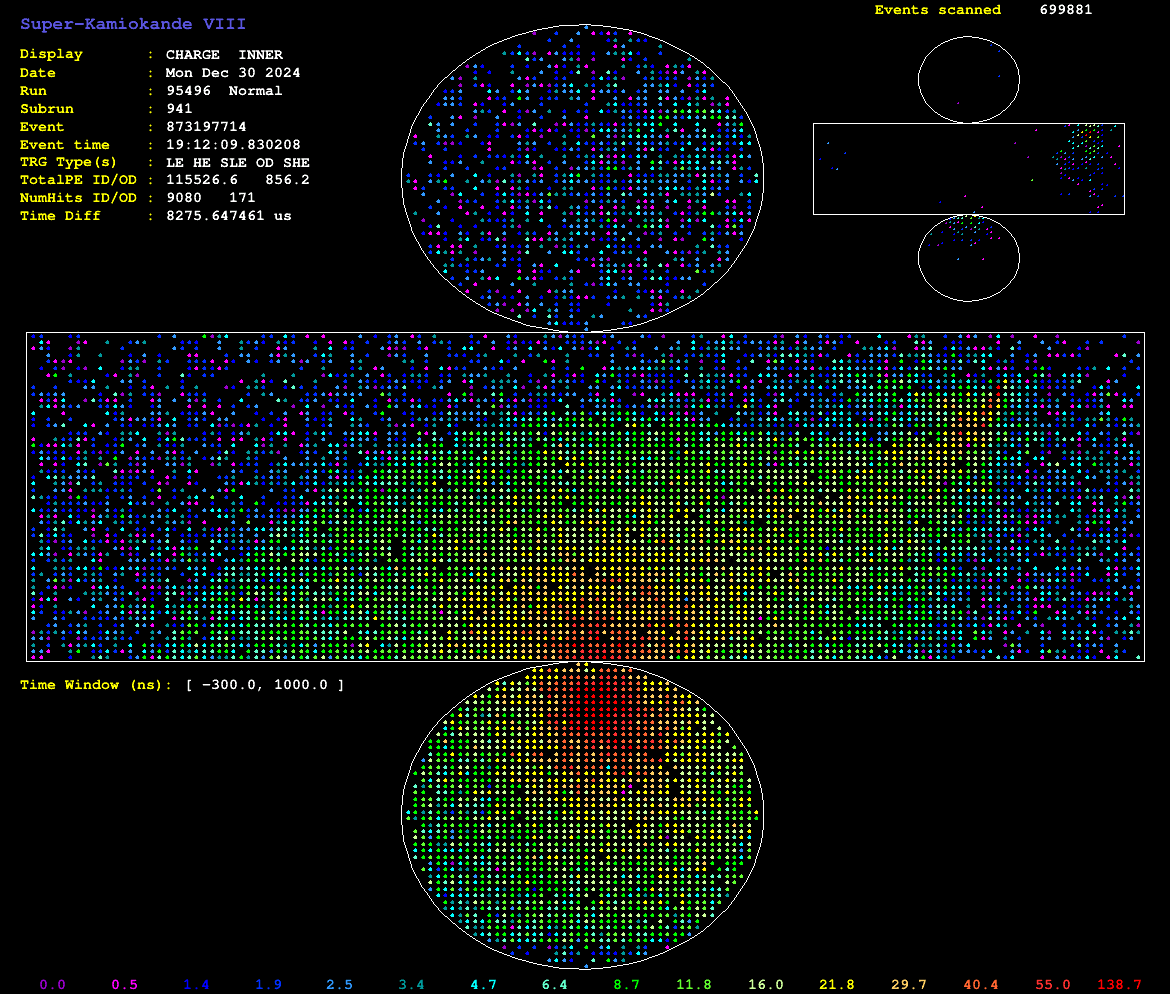 Super-Kamiokande VIII
Events scanned 699881
Display : CHARGE INNER
Date : Mon Dec 30 2024
Run : 95496 Normal
Subrun : 941
Event : 873197714
Event time : 19:12:09.830208
TRG Type(s) : LE HE SLE OD SHE
TotalPE ID/OD : 115526.6 856.2
NumHits ID/OD : 9080 171
Time Diff : 8275.647461 us
Time Window (ns): [ −300.0, 1000.0 ]
0.0 0.5 1.4 1.9 2.5 3.4 4.7 6.4 8.7 11.8 16.0 21.8 29.7 40.4 55.0 138.7